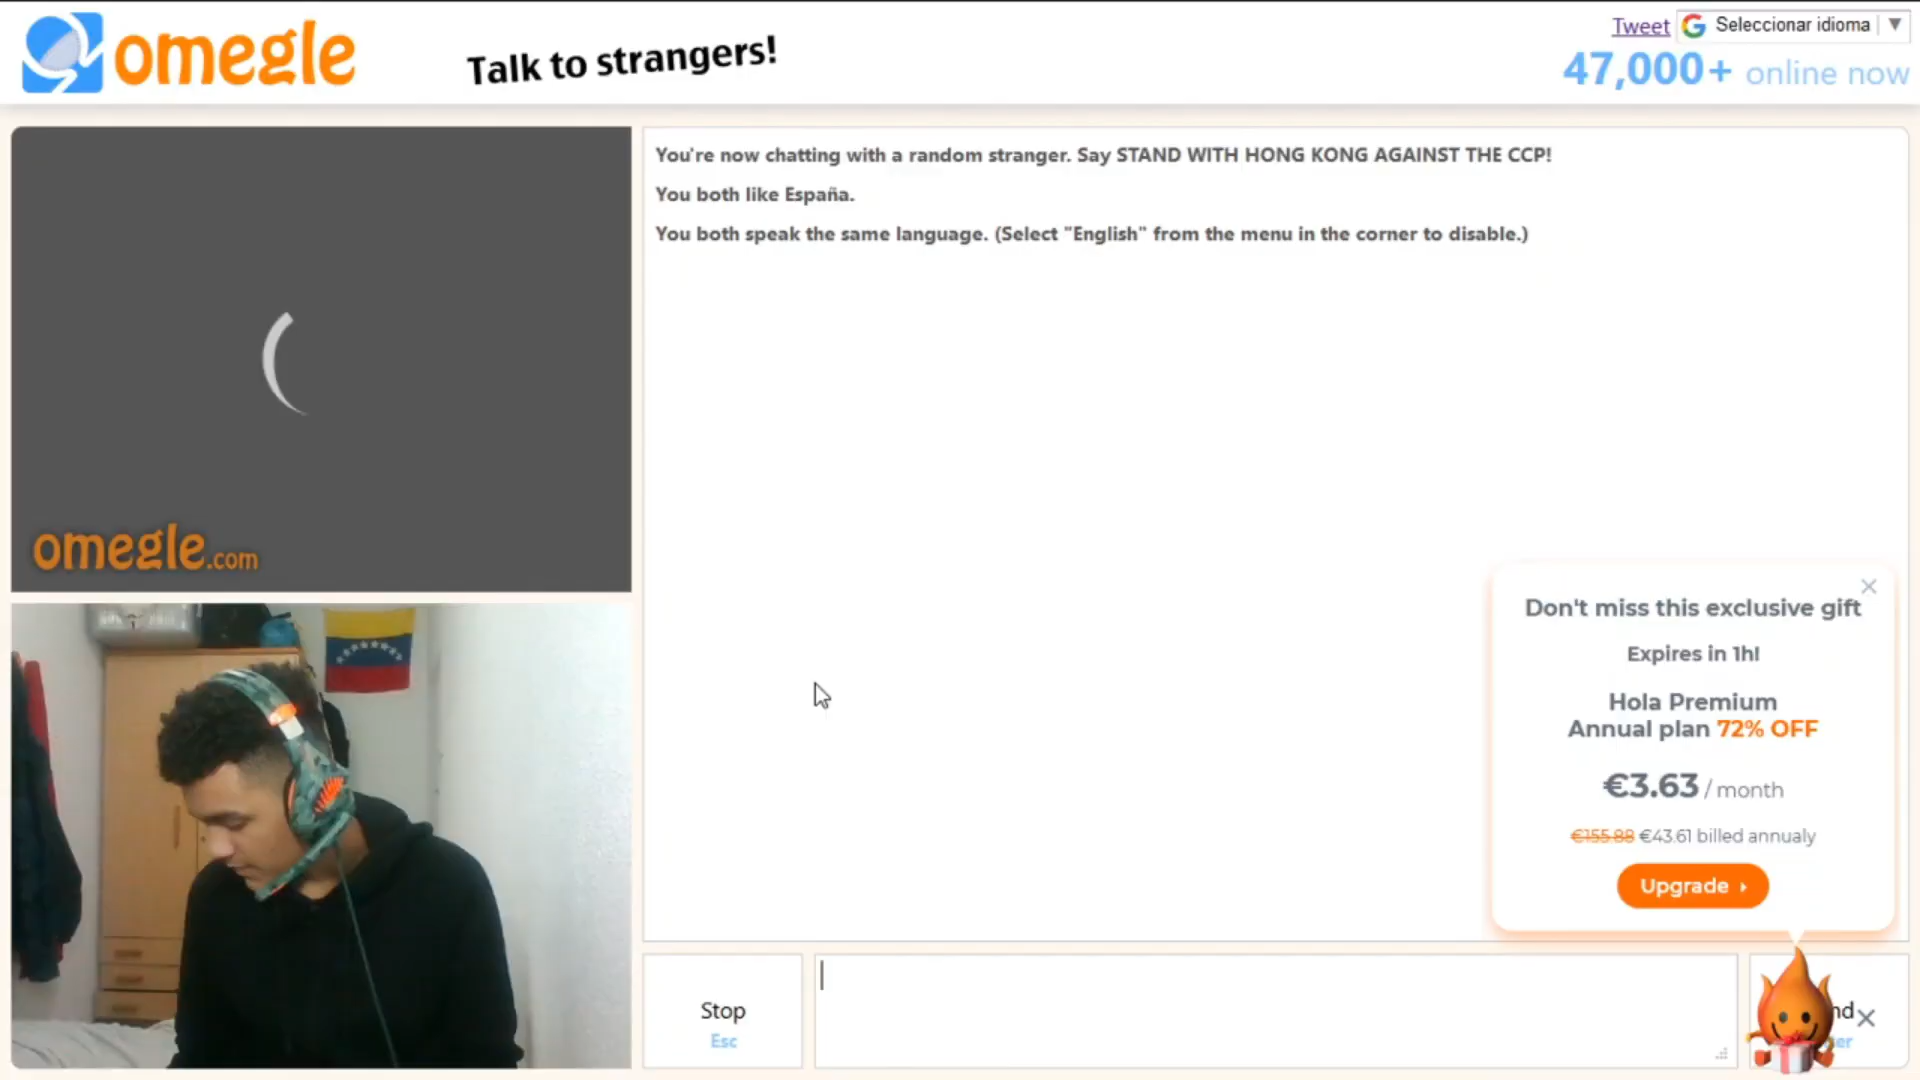 omegle
Talk to strangers!
Tweet
Seleccionar idioma
47,000+ online now
You're now chatting with a random stranger. Say STAND WITH HONG KONG AGAINST THE CCP!
You both like España.
You both speak the same language. (Select "English" from the menu in the corner to disable.)
omegle.com
Don't miss this exclusive gift
Expires in 1h!
Hola Premium
Annual plan 72% OFF
€3.63 / month
€155.88 €43.61 billed annualy
Upgrade
Stop
Esc
nd
er